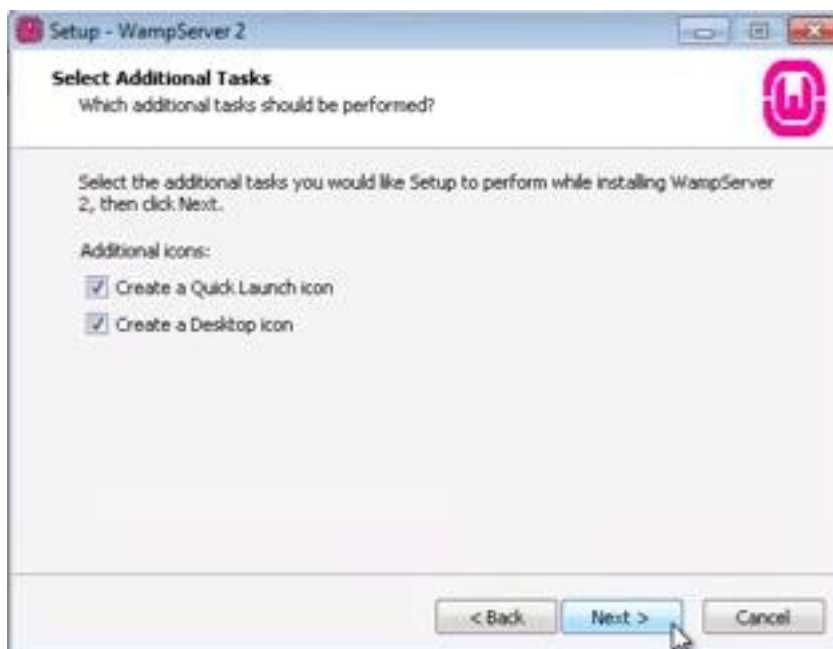 Setup - WampServer 2
Select Additional Tasks
Which additional tasks should be performed?
Select the additional tasks you would like Setup to perform while installing WampServer
2, then click Next.
Additional icons:
Create a Quick Launch icon
Create a Desktop icon
< Back
Next >
Cancel